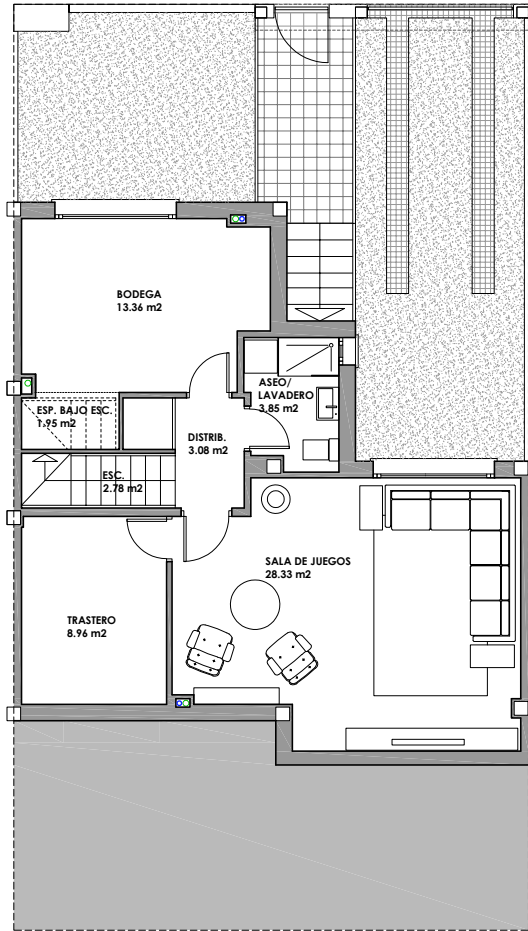 BODEGA
13.36 m2
ASEO/
LAVADERO
3,85 m2
ESP. BAJO ESC.
1.95 m2
DISTRIB.
3.08 m2
ESC.
2.78 m2
SALA DE JUEGOS
28.33 m2
TRASTERO
8.96 m2